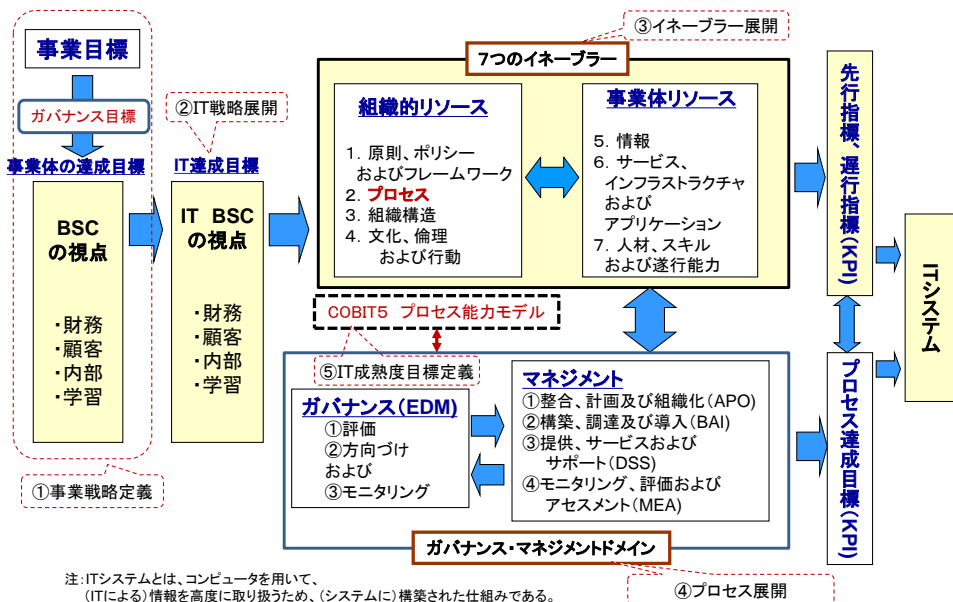 事業目標
ガバナンス目標
事業体の達成目標
BSC
の視点
・財務
・顧客
・内部
・学習
①事業戦略定義
②IT戦略展開
IT達成目標
IT BSC
の視点
・財務
・顧客
・内部
・学習
③イネーブラー展開
7つのイネーブラー
組織的リソース
1. 原則、ポリシー
およびフレームワーク
2. プロセス
3. 組織構造
4. 文化、倫理
および行動
事業体リソース
5. 情報
6. サービス、
インフラストラクチャ
および
アプリケーション
7. 人材、スキル
および遂行能力
COBIT5 プロセス能力モデル
⑤IT成熟度目標定義
ガバナンス(EDM)
①評価
②方向づけ
および
③モニタリング
マネジメント
①整合、計画及び組織化(APO)
②構築、調達及び導入(BAI)
③提供、サービスおよび
サポート(DSS)
④モニタリング、評価および
アセスメント(MEA)
ガバナンス・マネジメントドメイン
④プロセス展開
先行指標、遅行指標(KPI)
プロセス達成目標(KPI)
ITシステム
注:ITシステムとは、コンピュータを用いて、
(ITによる)情報を高度に取り扱うため、(システムに)構築された仕組みである。